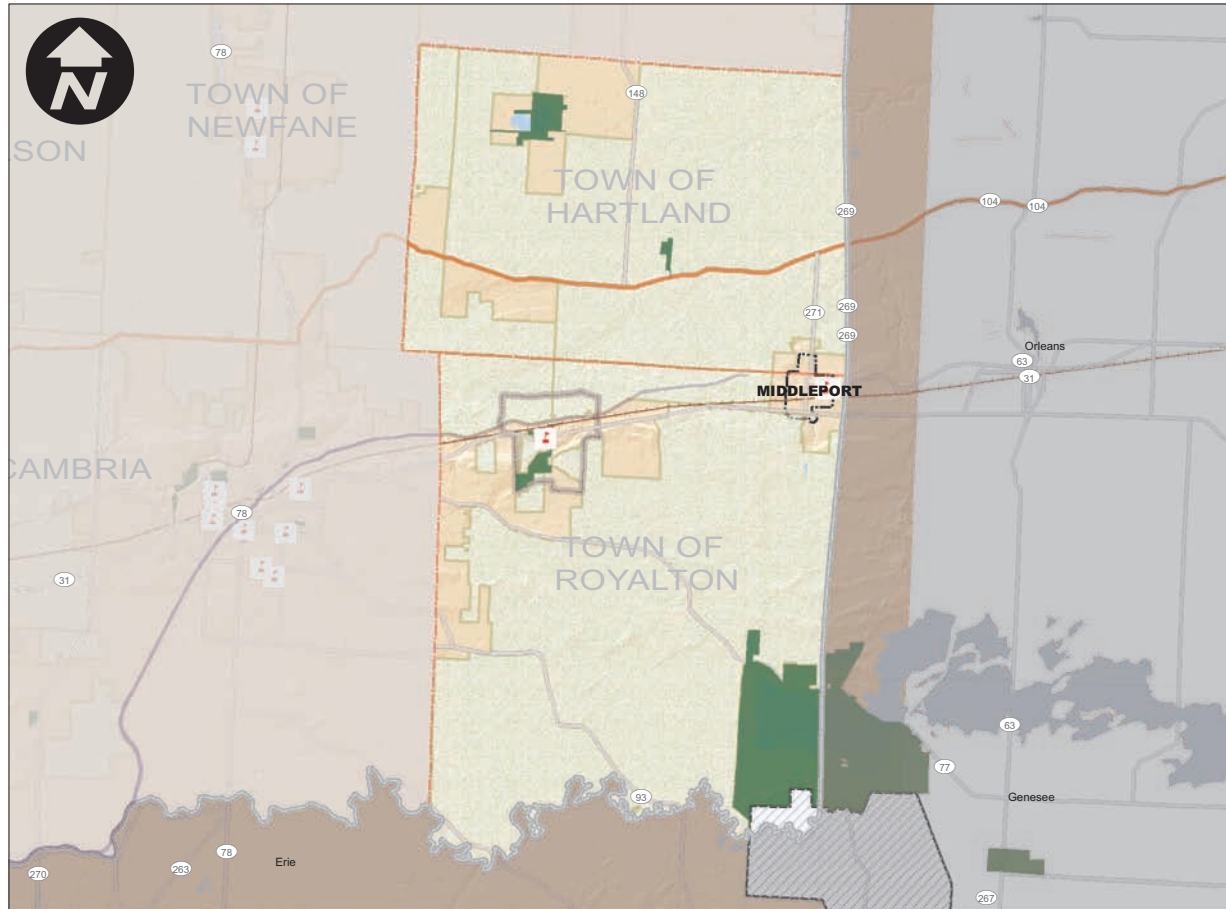 N
78
TOWN OF
NEWFANE
LSON
148
TOWN OF
HARTLAND
104
104
269
269
271
269
Orleans
63
31
MIDDLEPORT
CAMBRIA
78
31
TOWN OF
ROYALTON
63
77
93
Genesee
78
Erie
263
270
267